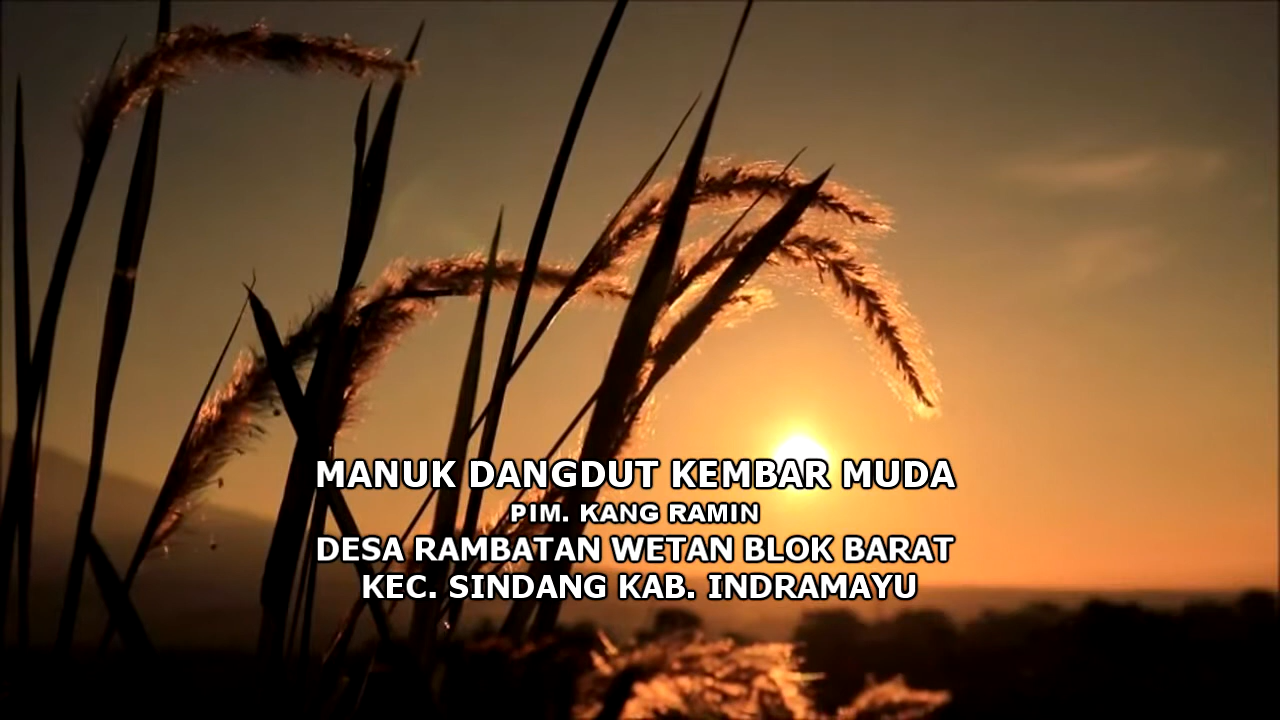 MANUK DANGDUT KEMBAR MUDA
PIM. KANG RAMIN
DESA RAMBATAN WETAN BLOK BARAT
KEC. SINDANG KAB. INDRAMAYU